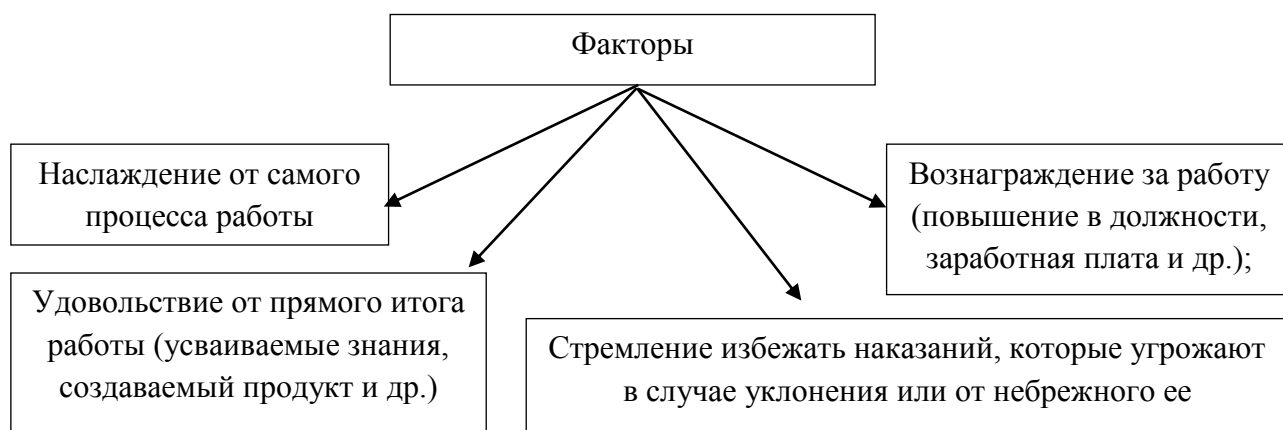 Факторы
Наслаждение от самого
процесса работы
Вознаграждение за работу
(повышение в должности,
заработная плата и др.);
Удовольствие от прямого итога
работы (усваиваемые знания,
создаваемый продукт и др.)
Стремление избежать наказаний, которые угрожают
в случае уклонения или от небрежного ее